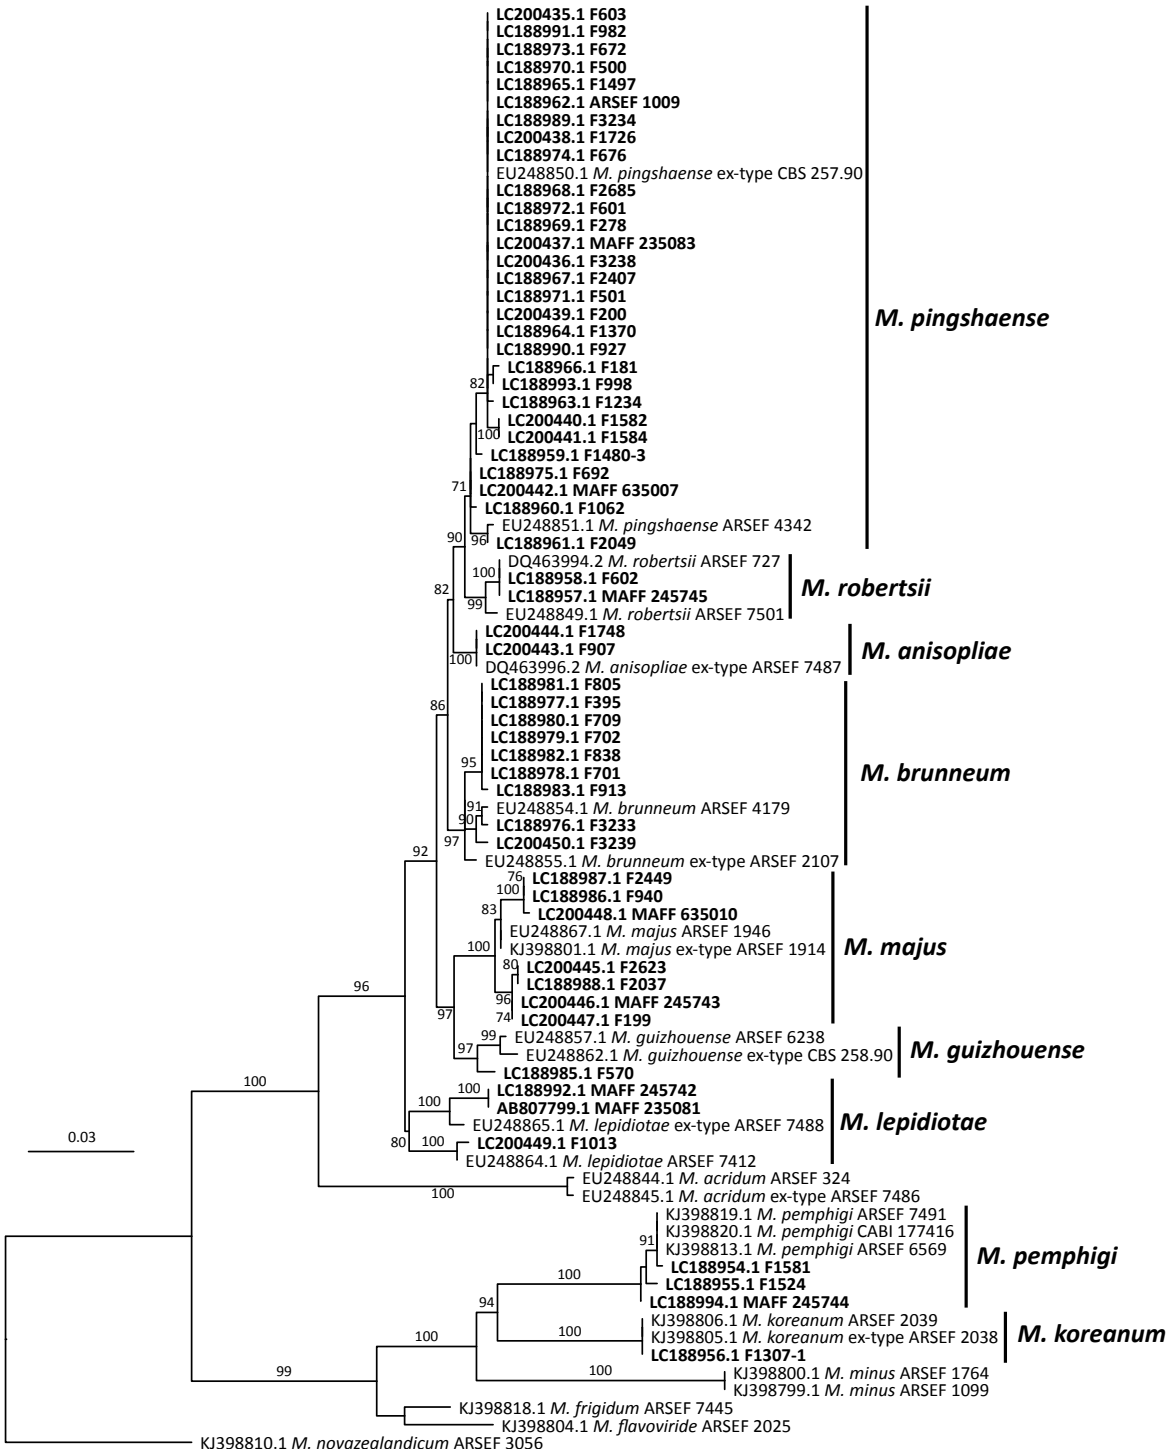 LC200435.1 F603
LC188991.1 F982
LC188973.1 F672
LC188970.1 F500
LC188965.1 F1497
LC188962.1 ARSEF 1009
LC188989.1 F3234
LC200438.1 F1726
LC188974.1 F676
EU248850.1 M. pingshaense ex-type CBS 257.90
LC188968.1 F2685
LC188972.1 F601
LC188969.1 F278
LC200437.1 MAFF 235083
LC200436.1 F3238
LC188967.1 F2407
LC188971.1 F501
LC200439.1 F200
M. pingshaense
LC188964.1 F1370
LC188990.1 F927
LC188966.1 F181
82
LC188993.1 F998
LC188963.1 F1234
LC200440.1 F1582
100
LC200441.1 F1584
LC188959.1 F1480-3
LC188975.1 F692
71
LC200442.1 MAFF 635007
LC188960.1 F1062
EU248851.1 M. pingshaense ARSEF 4342
90
96
LC188961.1 F2049
DQ463994.2 M. robertsii ARSEF 727
100
LC188958.1 F602
M. robertsii
82
LC188957.1 MAFF 245745
99
EU248849.1 M. robertsii ARSEF 7501
LC200444.1 F1748
LC200443.1 F907
M. anisopliae
100
DQ463996.2 M. anisopliae ex-type ARSEF 7487
LC188981.1 F805
LC188977.1 F395
86
LC188980.1 F709
LC188979.1 F702
LC188982.1 F838
95
LC188978.1 F701
M. brunneum
LC188983.1 F913
91
EU248854.1 M. brunneum ARSEF 4179
90
LC188976.1 F3233
97
LC200450.1 F3239
92
EU248855.1 M. brunneum ex-type ARSEF 2107
76
LC188987.1 F2449
100
LC188986.1 F940
83
LC200448.1 MAFF 635010
EU248867.1 M. majus ARSEF 1946
100
KJ398801.1 M. majus ex-type ARSEF 1914
M. majus
80
LC200445.1 F2623
LC188988.1 F2037
96
96
LC200446.1 MAFF 245743
97
74
LC200447.1 F199
99
EU248857.1 M. guizhouense ARSEF 6238
97
EU248862.1 M. guizhouense ex-type CBS 258.90
M. guizhouense
LC188985.1 F570
100
100
LC188992.1 MAFF 245742
100
AB807799.1 MAFF 235081
EU248865.1 M. lepidiotae ex-type ARSEF 7488
M. lepidiotae
0.03
80
100
LC200449.1 F1013
EU248864.1 M. lepidiotae ARSEF 7412
EU248844.1 M. acridum ARSEF 324
100
EU248845.1 M. acridum ex-type ARSEF 7486
KJ398819.1 M. pemphigi ARSEF 7491
KJ398820.1 M. pemphigi CABI 177416
91
KJ398813.1 M. pemphigi ARSEF 6569
M. pemphigi
LC188954.1 F1581
100
LC188955.1 F1524
94
LC188994.1 MAFF 245744
KJ398806.1 M. koreanum ARSEF 2039
100
100
KJ398805.1 M. koreanum ex-type ARSEF 2038
M. koreanum
LC188956.1 F1307-1
99
100
KJ398800.1 M. minus ARSEF 1764
KJ398799.1 M. minus ARSEF 1099
KJ398818.1 M. frigidum ARSEF 7445
KJ398804.1 M. flavoviride ARSEF 2025
KJ398810.1 M. novazealandicum ARSEF 3056